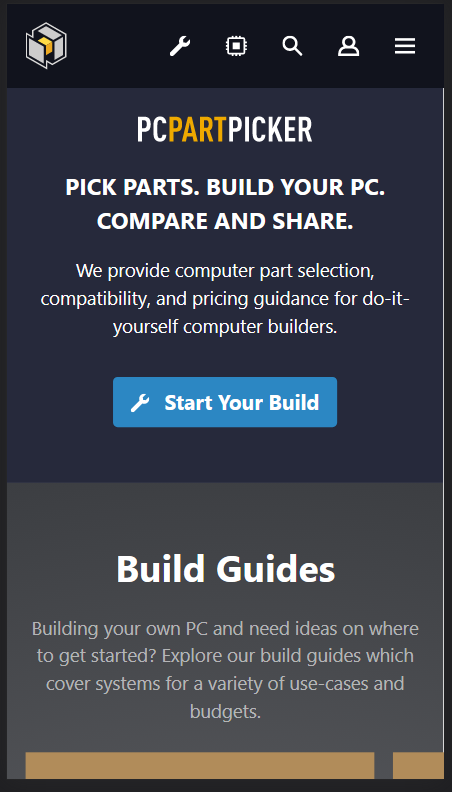 PCPARTPICKER
PICK PARTS. BUILD YOUR PC.
COMPARE AND SHARE.
We provide computer part selection,
compatibility, and pricing guidance for do-it-
yourself computer builders.
Start Your Build
Build Guides
Building your own PC and need ideas on where
to get started? Explore our build guides which
cover systems for a variety of use-cases and
budgets.